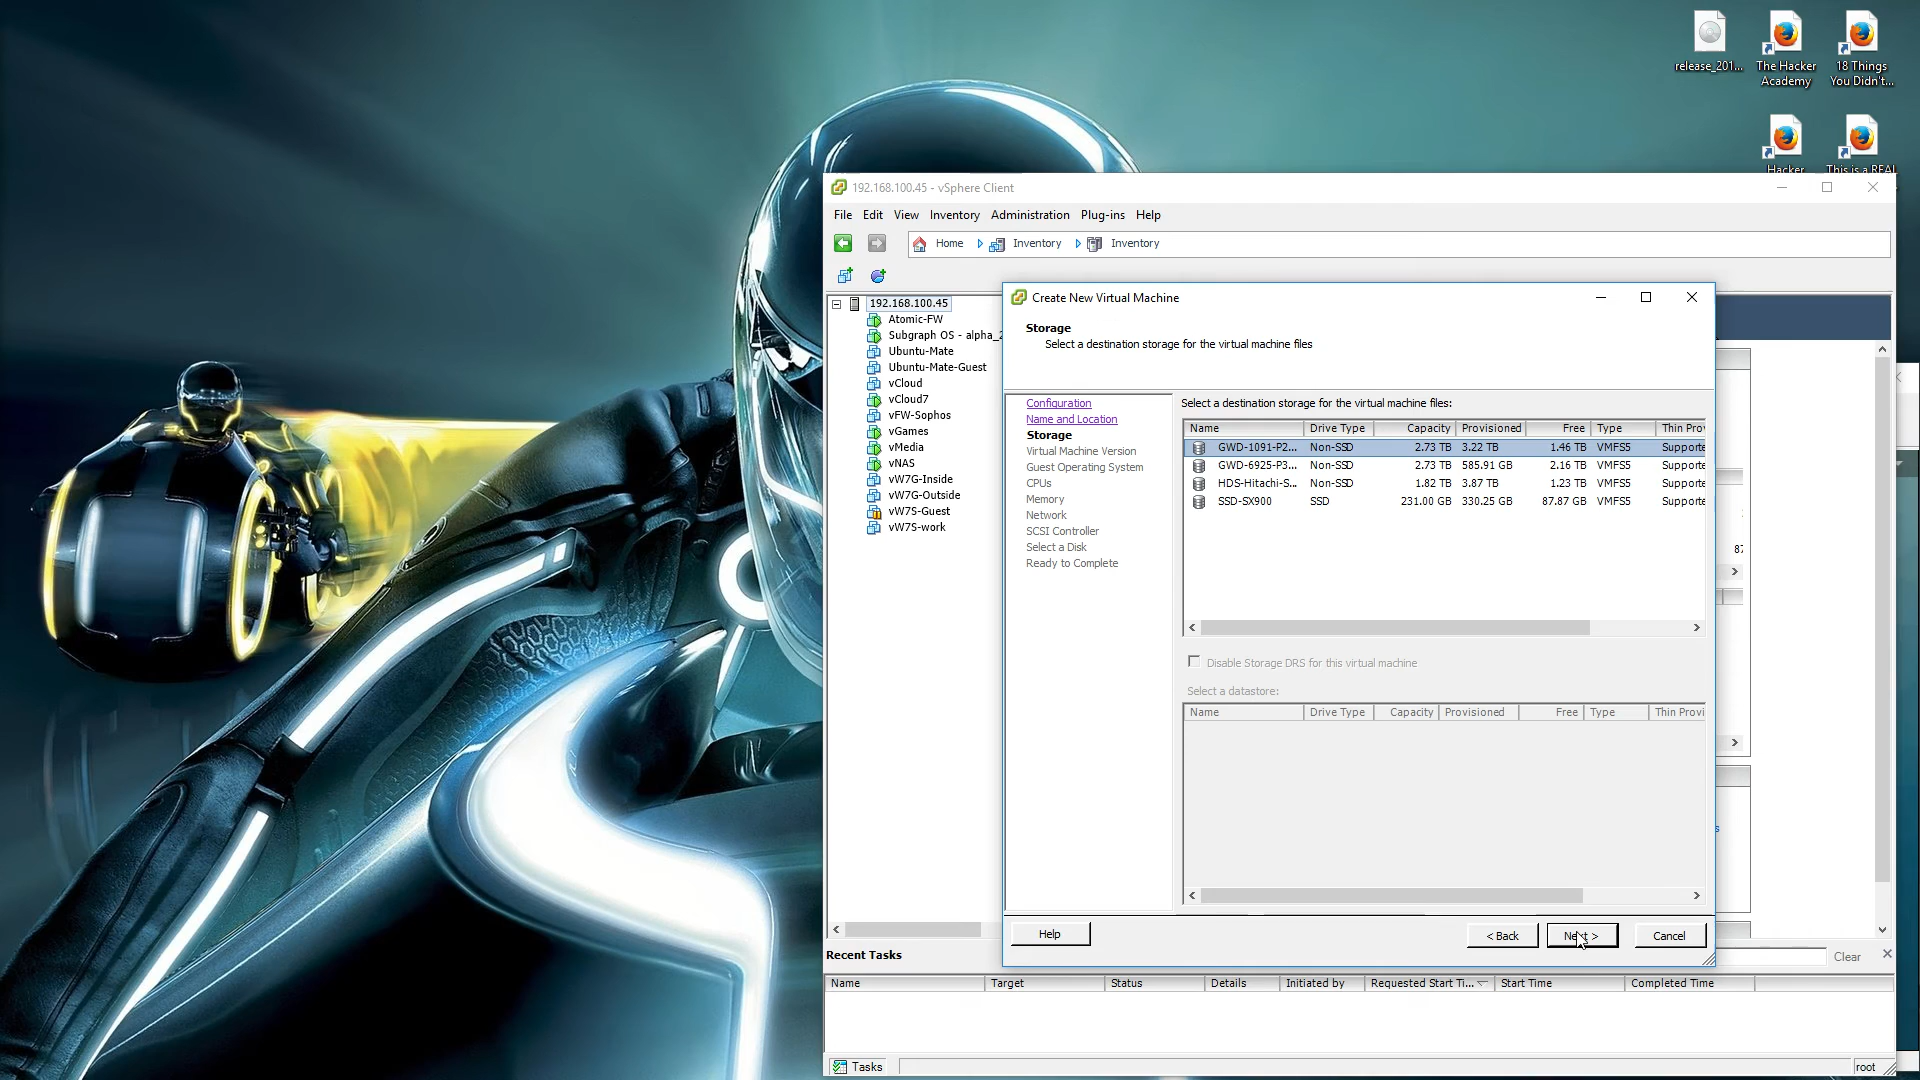 release_201...
The Hacker
Academy
18 Things
You Didn't...
Hacker
This is a REAL
192.168.100.45 - vSphere Client
File Edit View Inventory Administration Plug-ins Help
Home Inventory Inventory
192.168.100.45
Atomic-FW
Subgraph OS - alpha_2
Ubuntu-Mate
Ubuntu-Mate-Guest
vCloud
vCloud7
vFW-Sophos
vGames
vMedia
vNAS
vW7G-Inside
vW7G-Outside
vW7S-Guest
vW7S-work
Create New Virtual Machine
Storage
Select a destination storage for the virtual machine files
Configuration
Name and Location
Storage
Virtual Machine Version
Guest Operating System
CPUs
Memory
Network
SCSI Controller
Select a Disk
Ready to Complete
Select a destination storage for the virtual machine files:
Name Drive Type Capacity Provisioned Free Type Thin Prov
GWD-1091-P2... Non-SSD 2.73 TB 3.22 TB 1.46 TB VMFS5 Supporte
GWD-6925-P3... Non-SSD 2.73 TB 585.91 GB 2.16 TB VMFS5 Supporte
HDS-Hitachi-S... Non-SSD 1.82 TB 3.87 TB 1.23 TB VMFS5 Supporte
SSD-SX900 SSD 231.00 GB 330.25 GB 87.87 GB VMFS5 Supporte
Disable Storage DRS for this virtual machine
Select a datastore:
Name Drive Type Capacity Provisioned Free Type Thin Provi
87
s
Help < Back Next > Cancel
Recent Tasks
Clear
Name Target Status Details Initiated by Requested Start Ti... Start Time Completed Time
Tasks
root